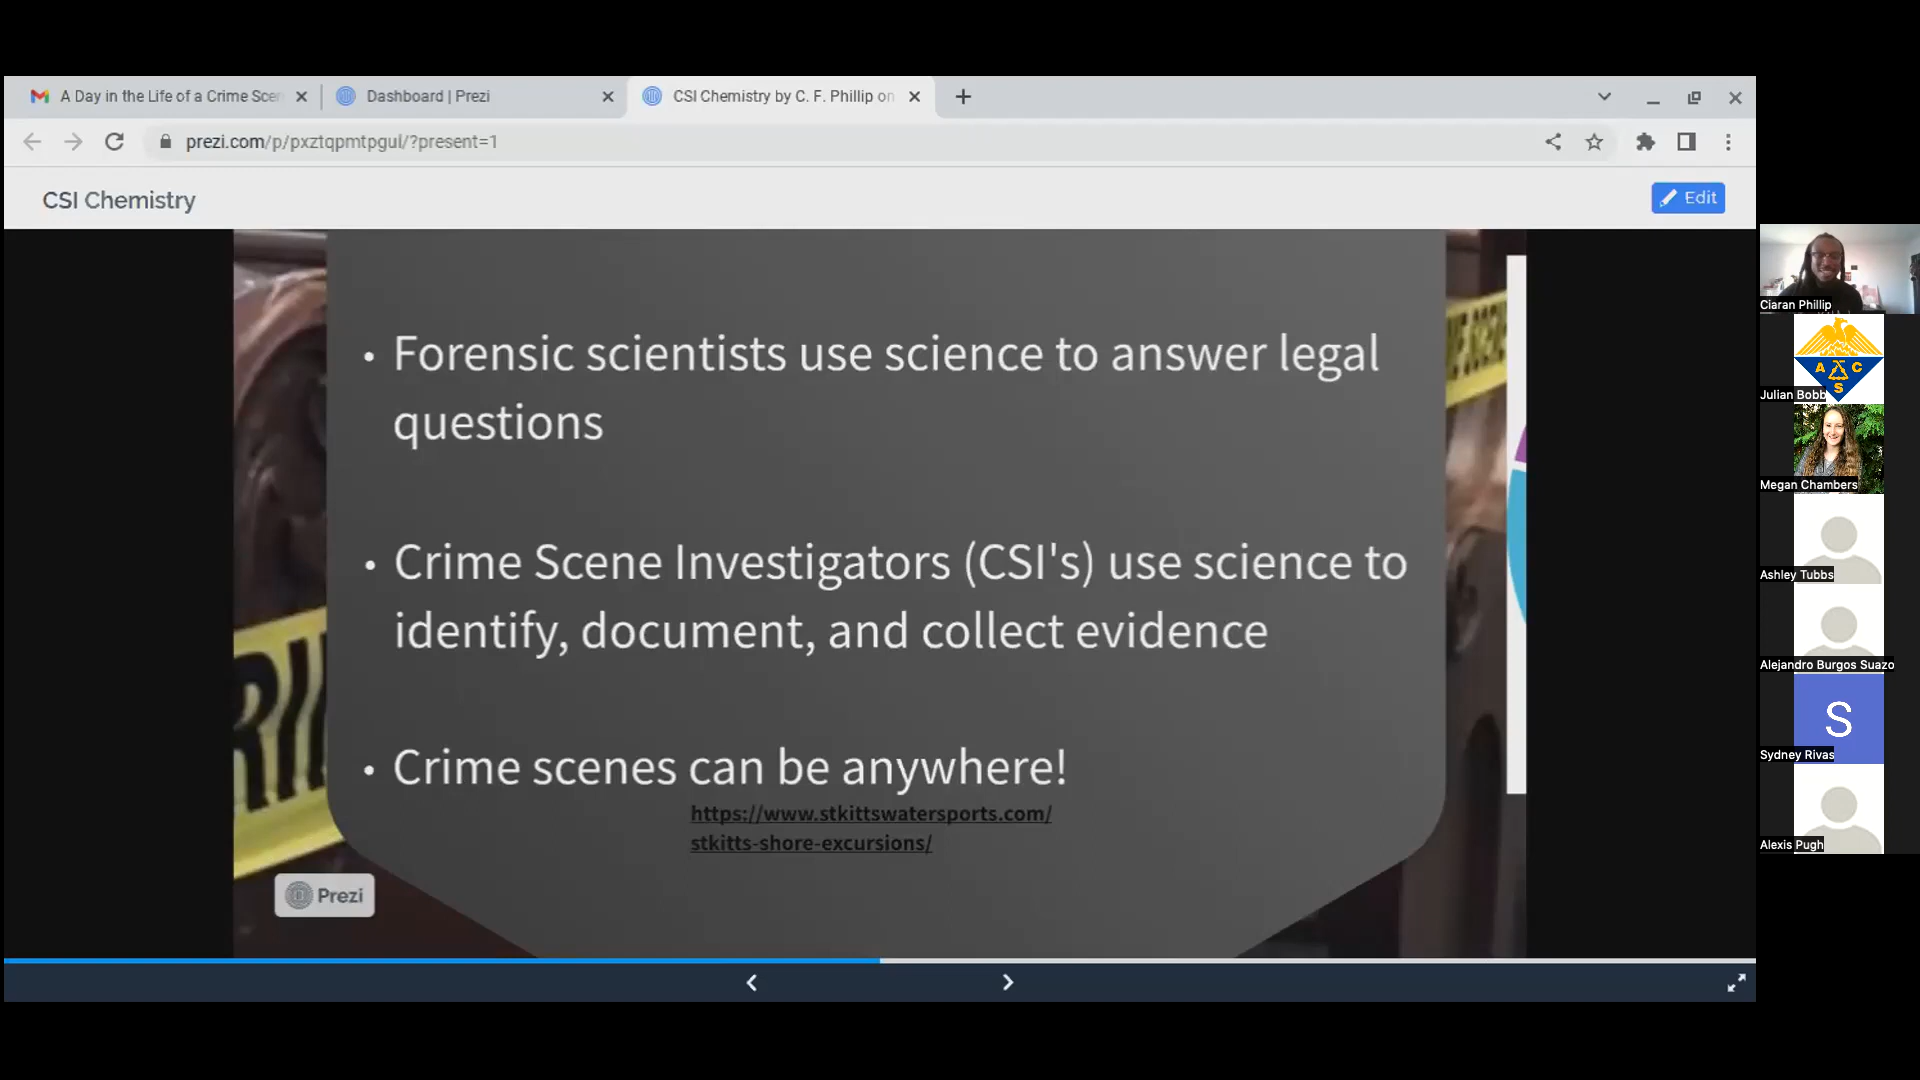 A Day in the Life of a Crime Scen
Dashboard | Prezi
CSI Chemistry by C. F. Phillip on
prezi.com/p/pxztqpmtpgul/?present=1
CSI Chemistry
Edit
• Forensic scientists use science to answer legal
questions
• Crime Scene Investigators (CSI's) use science to
identify, document, and collect evidence
• Crime scenes can be anywhere!
https://www.stkittswatersports.com/
stkitts-shore-excursions/
Prezi
Ciaran Phillip
A C
S
Julian Bobb
Megan Chambers
Ashley Tubbs
Alejandro Burgos Suazo
S
Sydney Rivas
Alexis Pugh